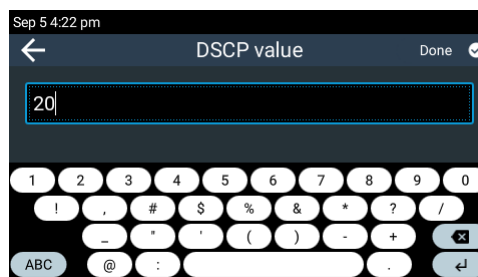 Sep 5 4:22 pm
DSCP value Done
20
1 2 3 4 5 6 7 8 9 0
! , # $ % & * ? /
_ " ' ( ) - +
ABC @ : .